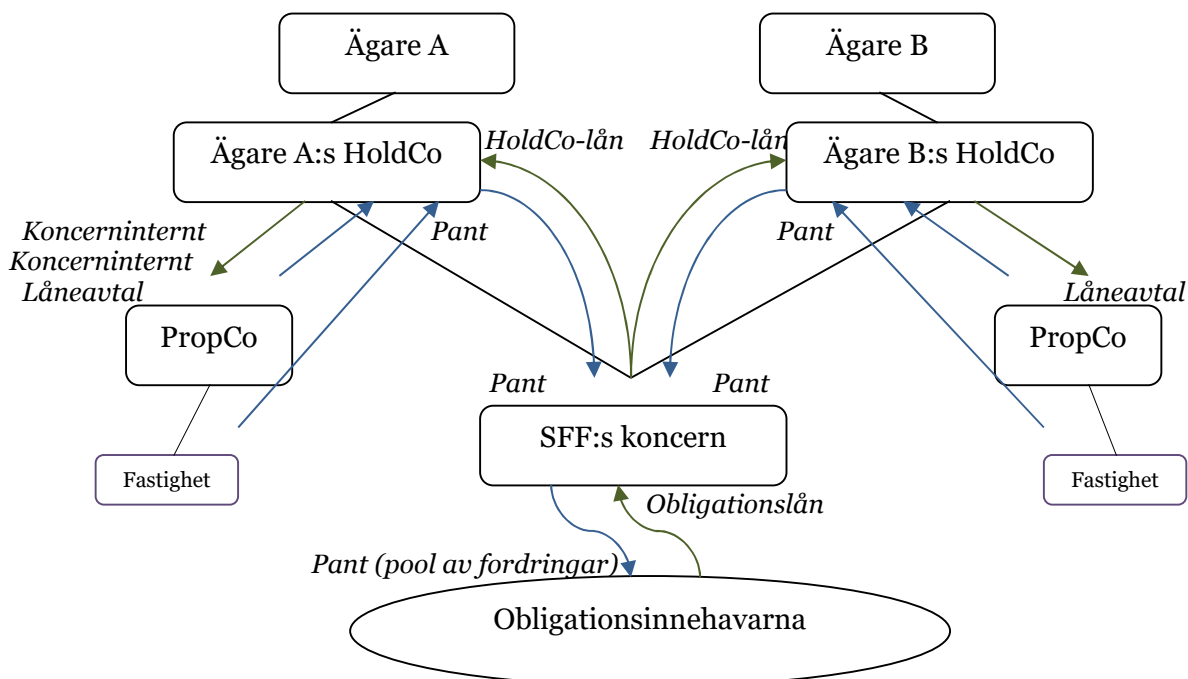 Ägare A
Ägare B
HoldCo-lån
HoldCo-lån
Ägare A:s HoldCo
Ägare B:s HoldCo
Koncerninternt
Pant
Pant
Koncerninternt
Låneavtal
Låneavtal
PropCo
PropCo
Pant
Pant
SFF:s koncern
Fastighet
Fastighet
Obligationslån
Pant (pool av fordringar)
Obligationsinnehavarna